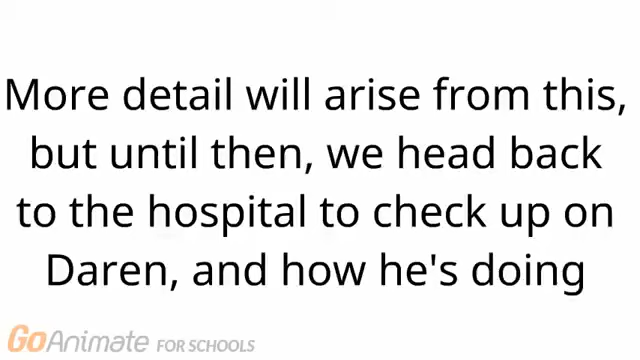 More detail will arise from this,
but until then, we head back
to the hospital to check up on
Daren, and how he's doing
GoAnimate FOR SCHOOLS